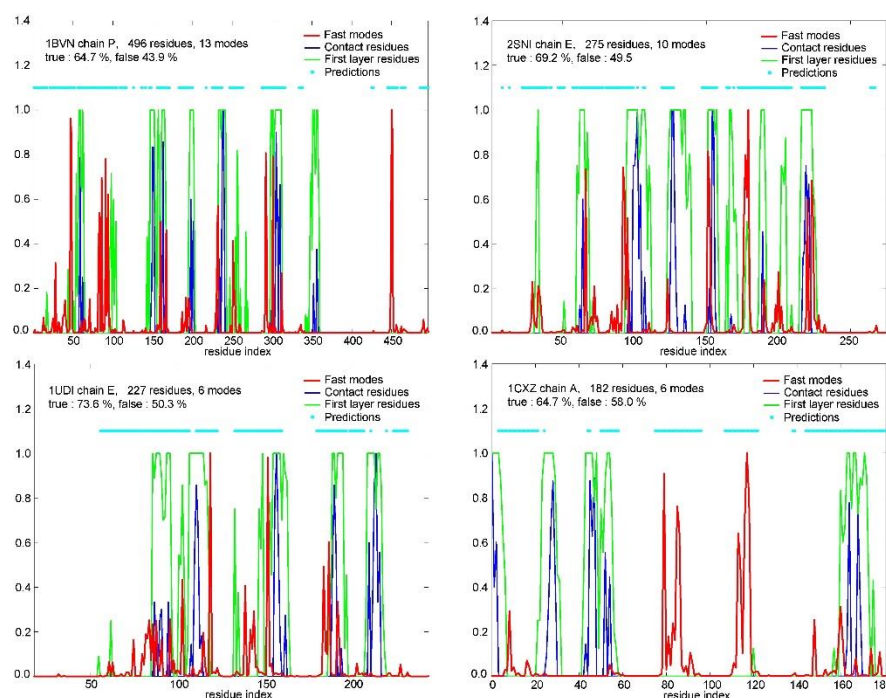 1.4
1BVN chain P, 496 residues, 13 modes
true : 64.7 %, false 43.9 %
Fast modes
Contact residues
First layer residues
Predictions
1.2
1.0
0.8
0.6
0.4
0.2
0.0
50 100 150 200 250 300 350 400 450
residue index
1.4
2SNI chain E, 275 residues, 10 modes
true : 69.2 %, false : 49.5
Fast modes
Contact residues
First layer residues
Predictions
1.2
1.0
0.8
0.6
0.4
0.2
0.0
50 100 150 200 250
residue index
1.4
1UDI chain E, 227 residues, 6 modes
true : 73.6 %, false : 50.3 %
Fast modes
Contact residues
First layer residues
Predictions
1.2
1.0
0.8
0.6
0.4
0.2
0.0
50 100 150 200
residue index
1.4
1CXZ chain A, 182 residues, 6 modes
true : 64.7 %, false : 58.0 %
Fast modes
Contact residues
First layer residues
Predictions
1.2
1.0
0.8
0.6
0.4
0.2
0.0
0 20 40 60 80 100 120 140 160 180
residue index